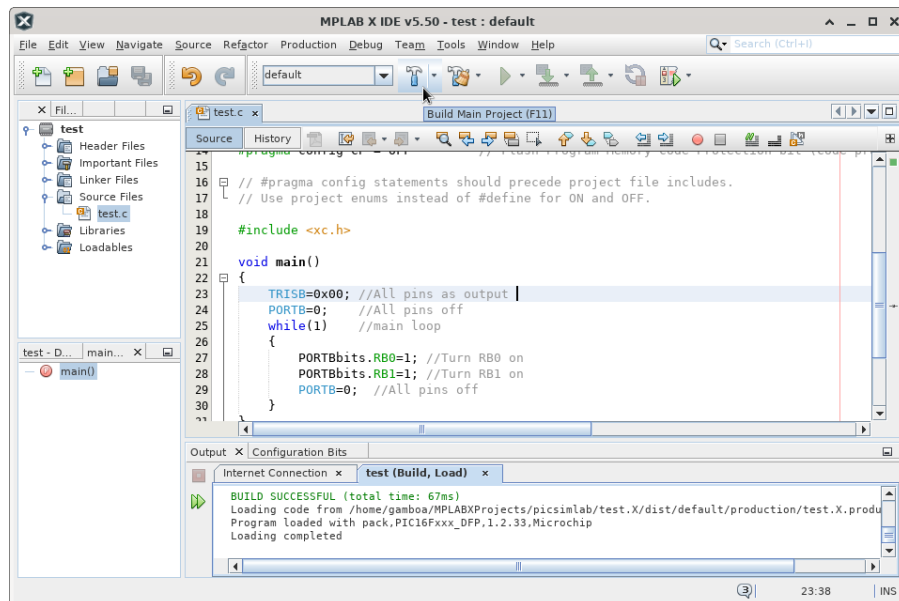 MPLAB X IDE v5.50 - test : default
File Edit View Navigate Source Refactor Production Debug Team Tools Window Help
Search (Ctrl+I)
default
Fil...
test.c
Build Main Project (F11)
test
Header Files
Important Files
Linker Files
Source Files
test.c
Libraries
Loadables
Source History
15
16 // #pragma config statements should precede project file includes.
17 // Use project enums instead of #define for ON and OFF.
18
19 #include <xc.h>
20
21 void main()
22 {
23 TRISB=0x00; //All pins as output
24 PORTB=0; //All pins off
25 while(1) //main loop
26 {
27 PORTBbits.RB0=1; //Turn RB0 on
28 PORTBbits.RB1=1; //Turn RB1 on
29 PORTB=0; //All pins off
30 }
test - D... main...
main()
Output Configuration Bits
Internet Connection test (Build, Load)
BUILD SUCCESSFUL (total time: 67ms)
Loading code from /home/gamboa/MPLABXProjects/picsimlab/test.X/dist/default/production/test.X.produ
Program loaded with pack,PIC16Fxxx_DFP,1.2.33,Microchip
Loading completed
3 23:38 INS